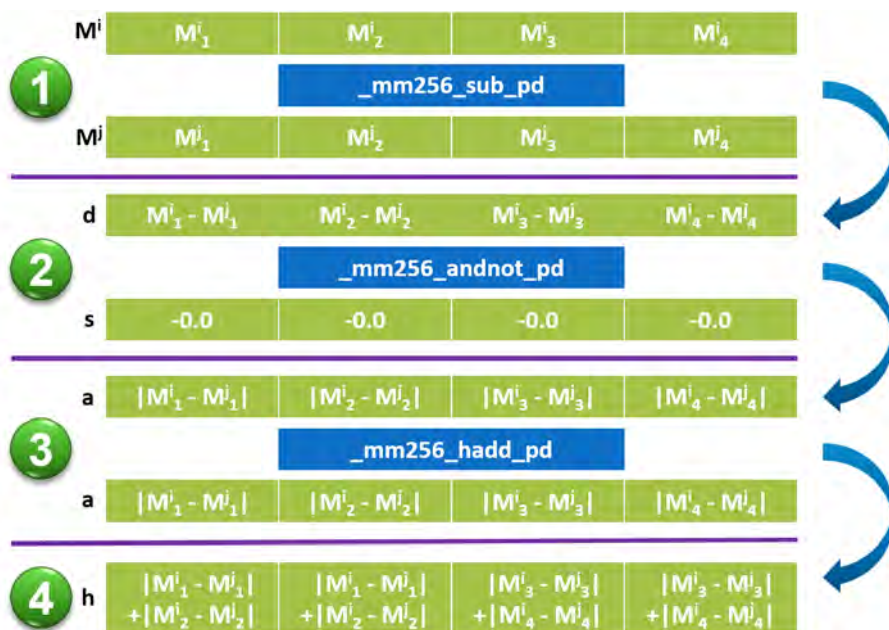 Mⁱ Mⁱ₁ Mⁱ₂ Mⁱ₃ Mⁱ₄
1 _mm256_sub_pd
Mʲ Mʲ₁ Mʲ₂ Mʲ₃ Mʲ₄
d Mⁱ₁ - Mʲ₁ Mⁱ₂ - Mʲ₂ Mⁱ₃ - Mʲ₃ Mⁱ₄ - Mʲ₄
2 _mm256_andnot_pd
s -0.0 -0.0 -0.0 -0.0
a |Mⁱ₁ - Mʲ₁| |Mⁱ₂ - Mʲ₂| |Mⁱ₃ - Mʲ₃| |Mⁱ₄ - Mʲ₄|
3 _mm256_hadd_pd
a |Mⁱ₁ - Mʲ₁| |Mⁱ₂ - Mʲ₂| |Mⁱ₃ - Mʲ₃| |Mⁱ₄ - Mʲ₄|
|Mⁱ₁ - Mʲ₁| |Mⁱ₁ - Mʲ₁| |Mⁱ₃ - Mʲ₃| |Mⁱ₃ - Mʲ₃|
4 h +|Mⁱ₂ - Mʲ₂| +|Mⁱ₂ - Mʲ₂| +|Mⁱ₄ - Mʲ₄| +|Mⁱ₄ - Mʲ₄|